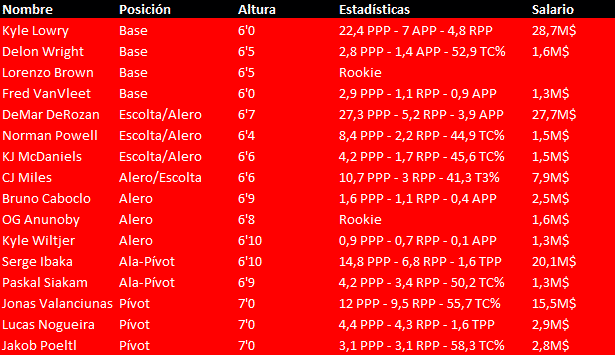 Nombre Posición Altura Estadísticas Salario
Kyle Lowry Base 6'0 22,4 PPP - 7 APP - 4,8 RPP 28,7M$
Delon Wright Base 6'5 2,8 PPP - 1,4 APP - 52,9 TC% 1,6M$
Lorenzo Brown Base 6'5 Rookie
Fred VanVleet Base 6'0 2,9 PPP - 1,1 RPP - 0,9 APP 1,3M$
DeMar DeRozan Escolta/Alero 6'7 27,3 PPP - 5,2 RPP - 3,9 APP 27,7M$
Norman Powell Escolta/Alero 6'4 8,4 PPP - 2,2 RPP - 44,9 TC% 1,5M$
KJ McDaniels Escolta/Alero 6'6 4,2 PPP - 1,7 RPP - 45,6 TC% 1,5M$
CJ Miles Alero/Escolta 6'6 10,7 PPP - 3 RPP - 41,3 T3% 7,9M$
Bruno Caboclo Alero 6'9 1,6 PPP - 1,1 RPP - 0,4 APP 2,5M$
OG Anunoby Alero 6'8 Rookie 1,6M$
Kyle Wiltjer Alero 6'10 0,9 PPP - 0,7 RPP - 0,1 APP 1,3M$
Serge Ibaka Ala-Pívot 6'10 14,8 PPP - 6,8 RPP - 1,6 TPP 20,1M$
Paskal Siakam Ala-Pívot 6'9 4,2 PPP - 3,4 RPP - 50,2 TC% 1,3M$
Jonas Valanciunas Pívot 7'0 12 PPP - 9,5 RPP - 55,7 TC% 15,5M$
Lucas Nogueira Pívot 7'0 4,4 PPP - 4,3 RPP - 1,6 TPP 2,9M$
Jakob Poeltl Pívot 7'0 3,1 PPP - 3,1 RPP - 58,3 TC% 2,8M$